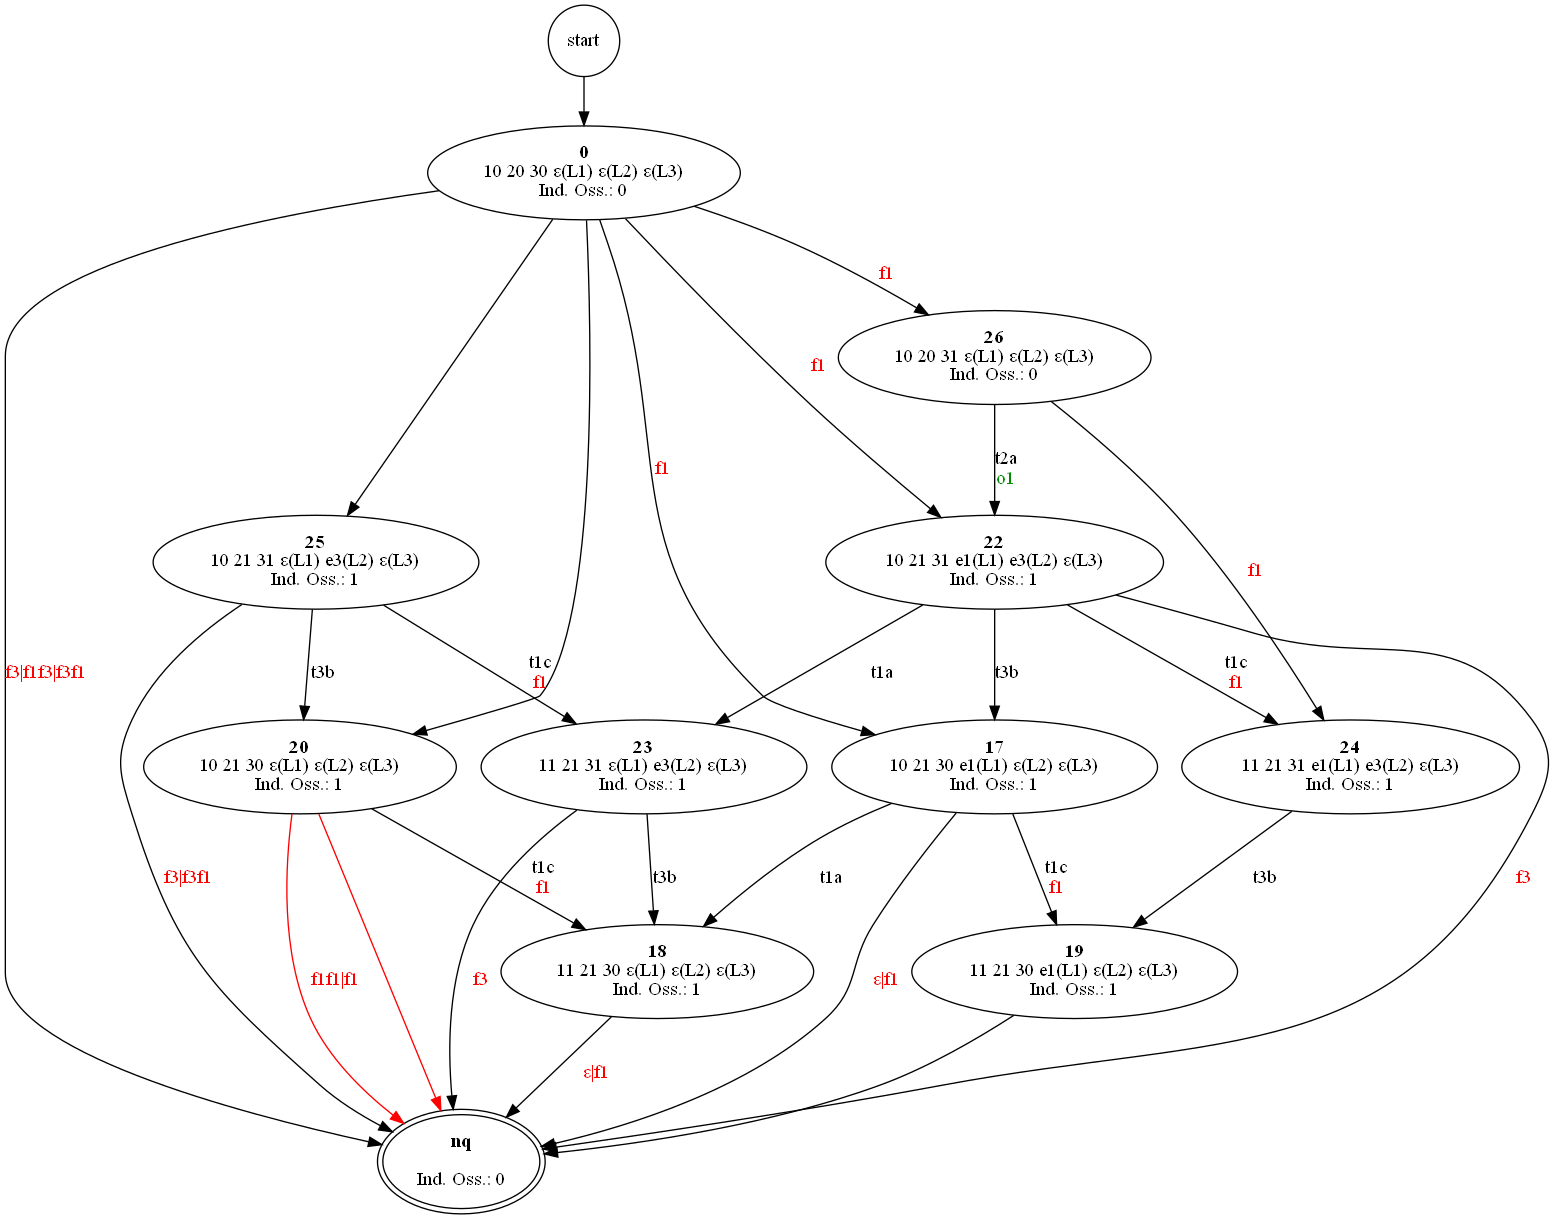 start
0
10 20 30 ε(L1) ε(L2) ε(L3)
Ind. Oss.: 0
f1
26
10 20 31 ε(L1) ε(L2) ε(L3)
Ind. Oss.: 0
f1
t2a
o1
f1
25
10 21 31 ε(L1) e3(L2) ε(L3)
Ind. Oss.: 1
22
10 21 31 e1(L1) e3(L2) ε(L3)
Ind. Oss.: 1
f1
f3|f1f3|f3f1
t3b
t1c
f1
t1a
t3b
t1c
f1
20
10 21 30 ε(L1) ε(L2) ε(L3)
Ind. Oss.: 1
23
11 21 31 ε(L1) e3(L2) ε(L3)
Ind. Oss.: 1
17
10 21 30 e1(L1) ε(L2) ε(L3)
Ind. Oss.: 1
24
11 21 31 e1(L1) e3(L2) ε(L3)
Ind. Oss.: 1
f3|f3f1
t1c
f1
t3b
t1a
t1c
f1
t3b
f3
18
11 21 30 ε(L1) ε(L2) ε(L3)
Ind. Oss.: 1
19
11 21 30 e1(L1) ε(L2) ε(L3)
Ind. Oss.: 1
f1f1|f1
f3
ε|f1
ε|f1
nq
Ind. Oss.: 0